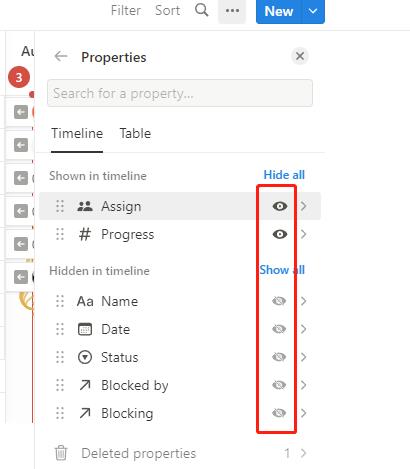 Filter Sort New
Au
Properties
3
Search for a property...
Timeline Table
Shown in timeline Hide all
Assign
# Progress
Hidden in timeline Show all
Aa Name
Date
Status
Blocked by
Blocking
Deleted properties 1